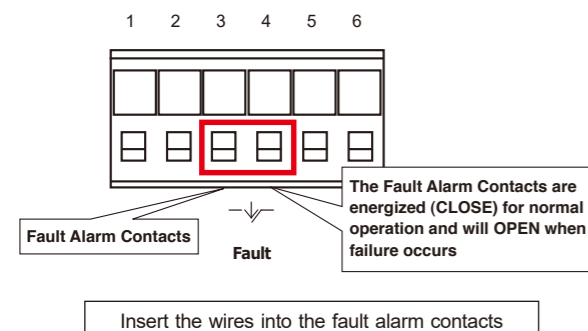 1 2 3 4 5 6
The Fault Alarm Contacts are
energized (CLOSE) for normal
operation and will OPEN when
failure occurs
Fault Alarm Contacts
Fault
Insert the wires into the fault alarm contacts